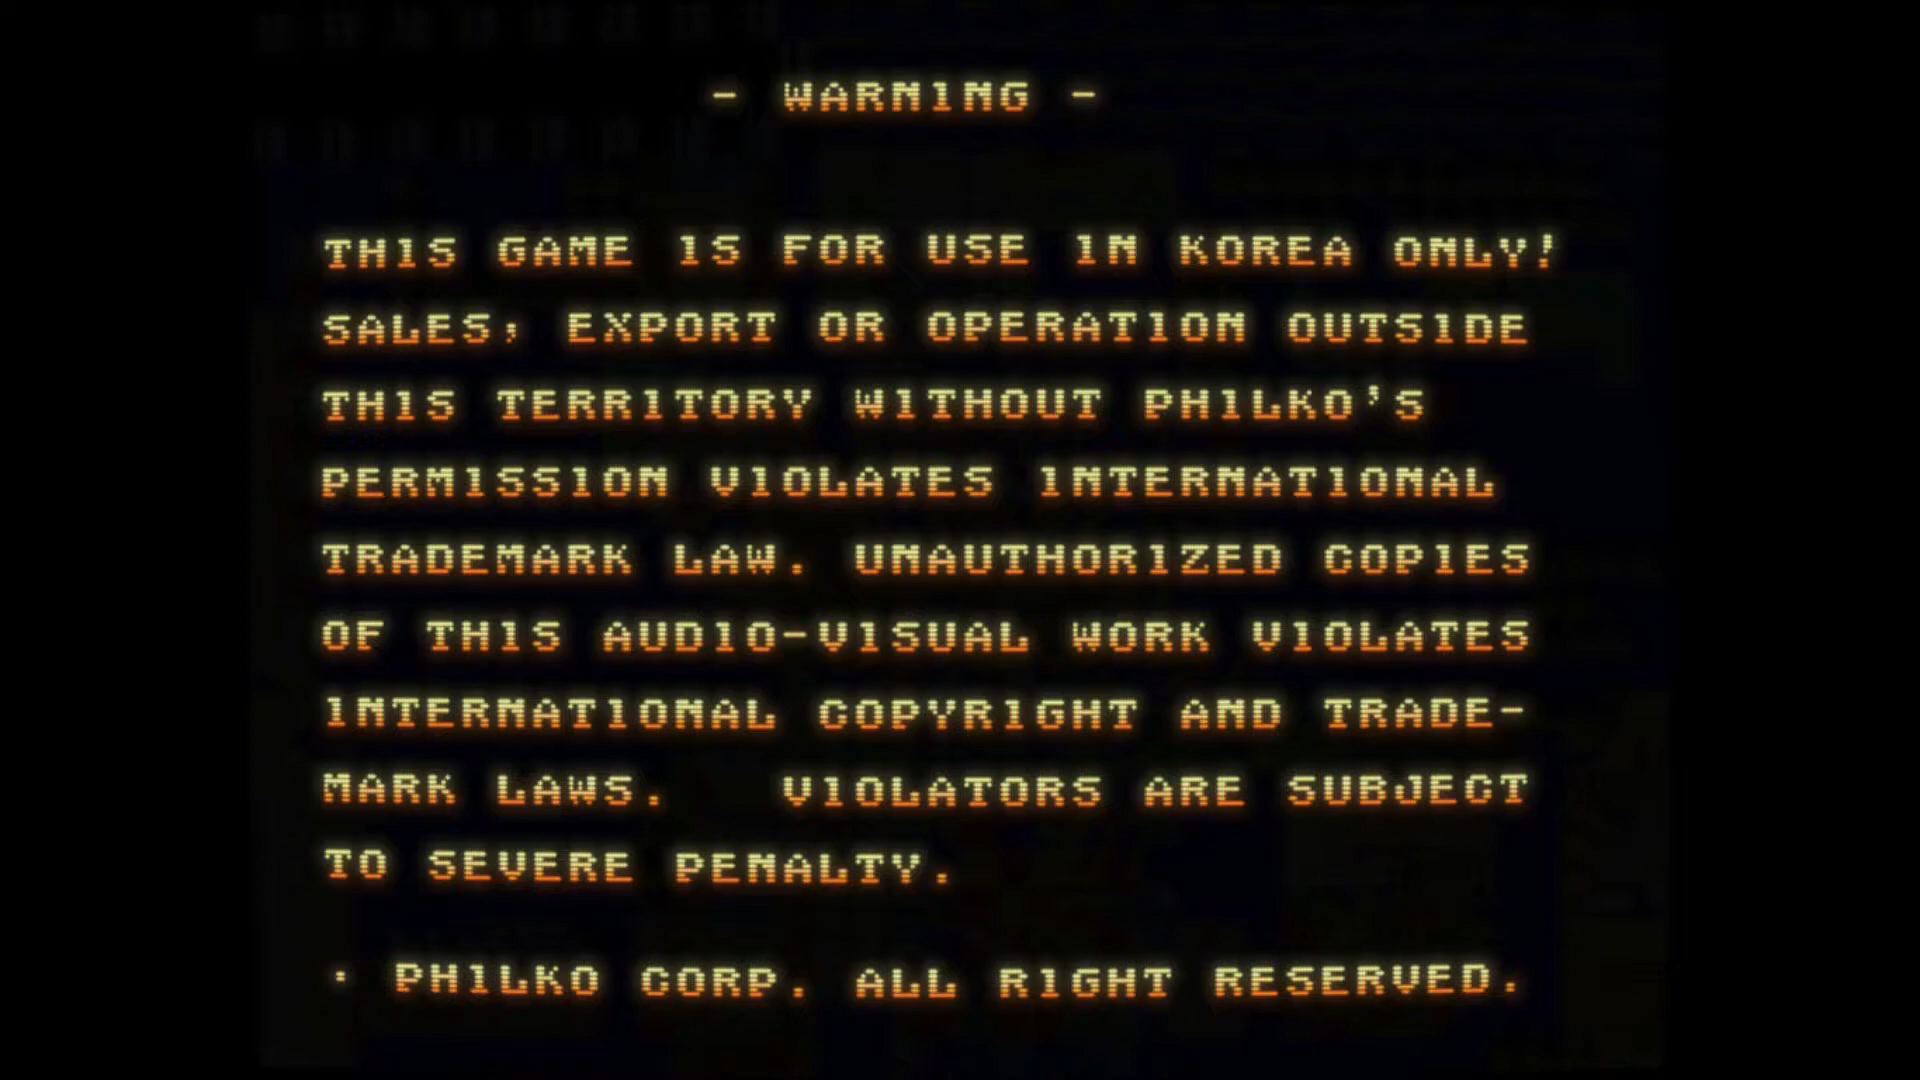 - WARNING -
THIS GAME IS FOR USE IN KOREA ONLY!
SALES, EXPORT OR OPERATION OUTSIDE
THIS TERRITORY WITHOUT PHILKO'S
PERMISSION VIOLATES INTERNATIONAL
TRADEMARK LAW. UNAUTHORIZED COPIES
OF THIS AUDIO-VISUAL WORK VIOLATES
INTERNATIONAL COPYRIGHT AND TRADE-
MARK LAWS.   VIOLATORS ARE SUBJECT
TO SEVERE PENALTY.
· PHILKO CORP. ALL RIGHT RESERVED.